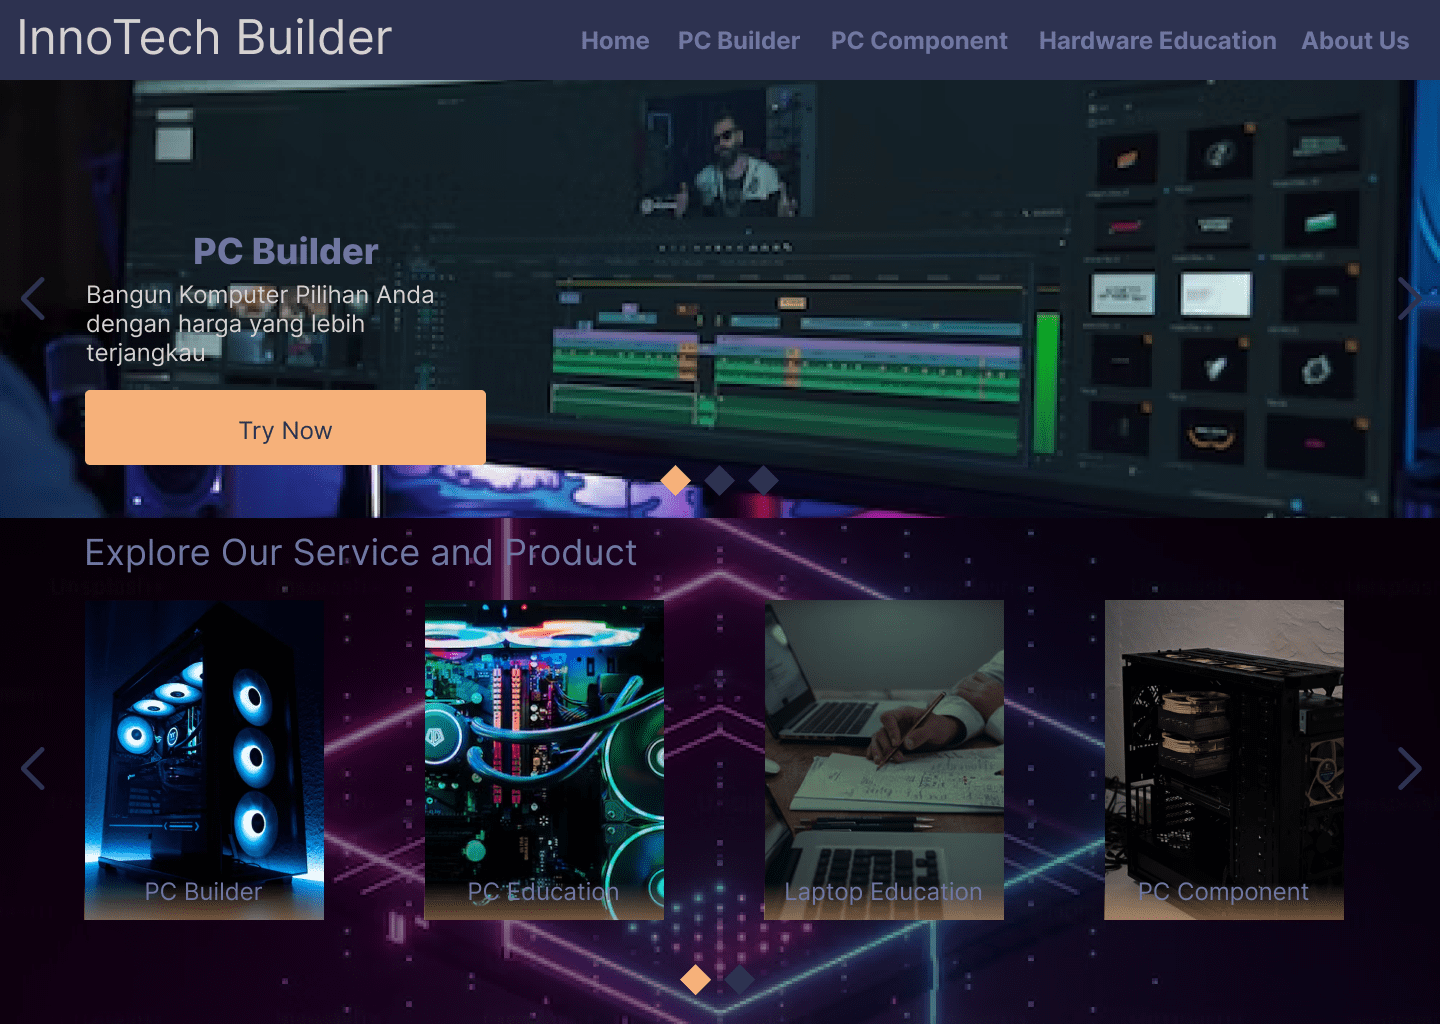 InnoTech Builder
Home PC Builder PC Component Hardware Education About Us
PC Builder
Bangun Komputer Pilihan Anda
dengan harga yang lebih
terjangkau
Try Now
Explore Our Service and Product
PC Builder
PC Education
Laptop Education
PC Component